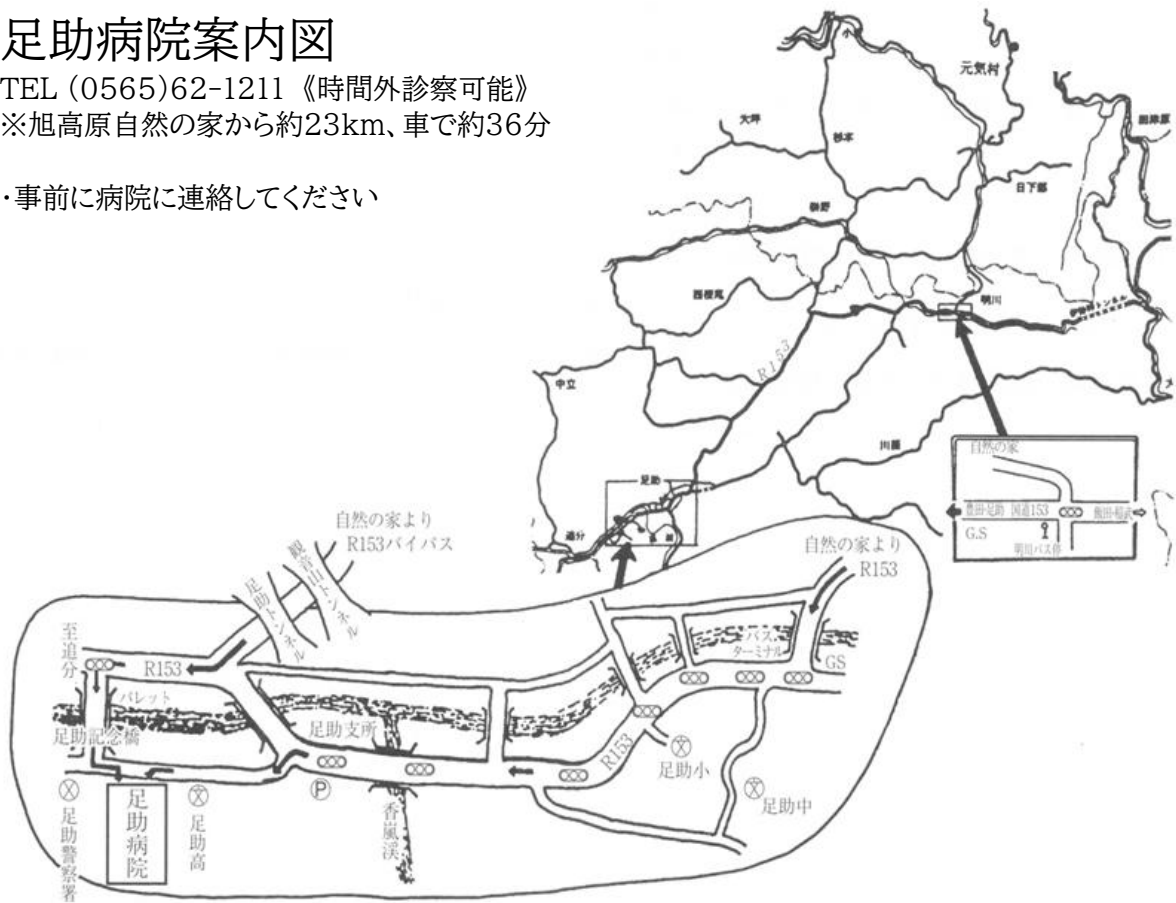 足助病院案内図
TEL (0565)62-1211 《時間外診察可能》
※旭高原自然の家から約23km、車で約36分
・事前に病院に連絡してください
元気村
大坪
杉本
日下部
明川
伊勢神トンネル
R153
中立
川面
足助
追分
自然の家
豊田・足助 国道153 飯田・稲武
G.S
明川バス停
自然の家より
R153バイパス
観音山トンネル
足助トンネル
自然の家より
R153
至追分
R153
パレット
足助記念橋
足助支所
バス
ターミナル
GS
R153
足助小
足助中
P
香嵐渓
足助警察署
足助病院
足助高